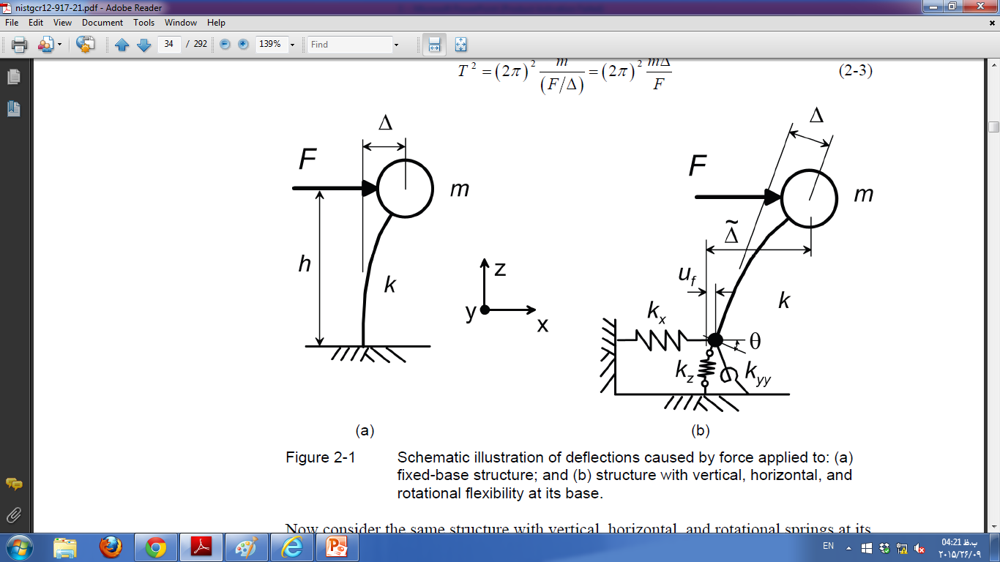 nistgcr12-917-21.pdf - Adobe Reader
File Edit View Document Tools Window Help
34 / 292 139% Find
T² = (2π)² m/(F/Δ) = (2π)² mΔ/F (2-3)
Δ
F
m
h
k
z
y
x
(a)
Δ
F
m
Δ̃
u_f
k
k_x
θ
k_z
k_yy
(b)
Figure 2-1 Schematic illustration of deflections caused by force applied to: (a)
fixed-base structure; and (b) structure with vertical, horizontal, and
rotational flexibility at its base.
Now consider the same structure with vertical, horizontal, and rotational springs at its
EN
04:21 ب.ظ
۲۰۱۵/۲۶/۰۹